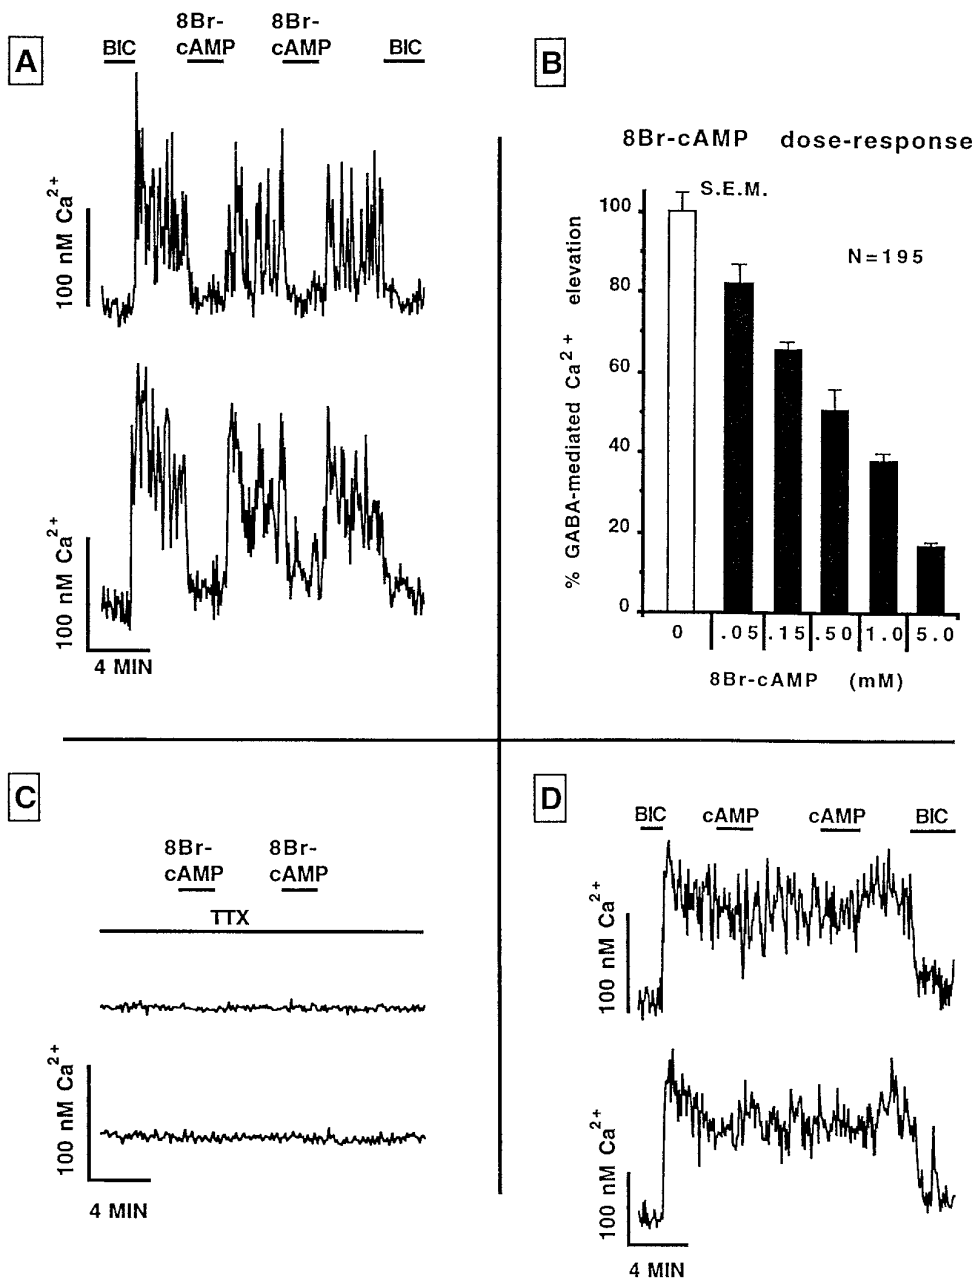 A
BIC
8Br-
cAMP
8Br-
cAMP
BIC
100 nM Ca2+
100 nM Ca2+
4 MIN
B
8Br-cAMP dose-response
S.E.M.
N=195
% GABA-mediated Ca2+ elevation
100
80
60
40
20
0
0 .05 .15 .50 1.0 5.0
8Br-cAMP (mM)
C
8Br-
cAMP
8Br-
cAMP
TTX
100 nM Ca2+
4 MIN
D
BIC cAMP cAMP BIC
100 nM Ca2+
100 nM Ca2+
4 MIN